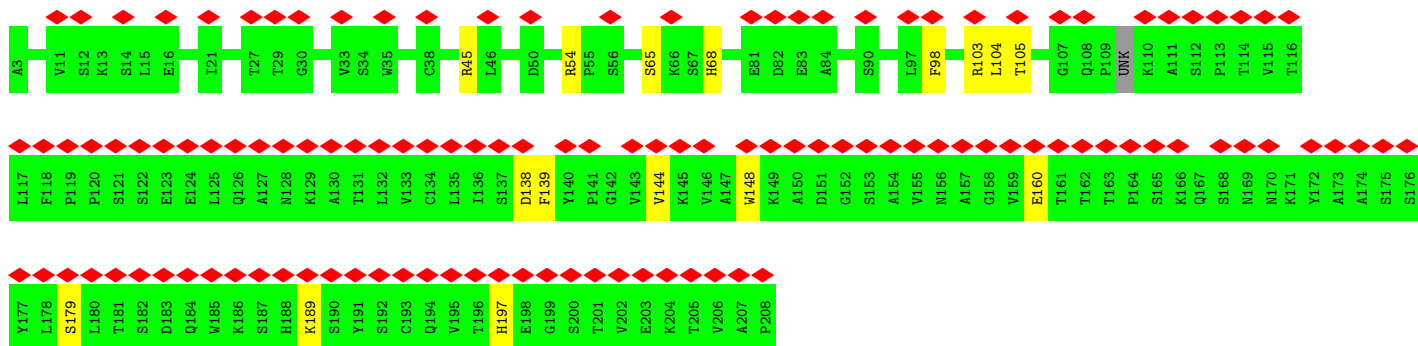 A3 V11 S12 K13 S14 L15 E16 I21 T27 T29 G30 V33 S34 W35 C38 R45 L46 D50 R54 P55 S56 S65 K66 S67 H68 E81 D82 E83 A84 S90 L97 F98 R103 L104 T105 G107 Q108 P109 UNK K110 A111 S112 P113 T114 V115 T116
L117 F118 P119 P120 S121 S122 E123 E124 L125 Q126 A127 N128 K129 A130 T131 L132 V133 C134 L135 I136 S137 D138 F139 Y140 P141 G142 V143 V144 K145 V146 A147 W148 K149 A150 D151 G152 S153 A154 V155 N156 A157 G158 V159 E160 T161 T162 T163 P164 S165 K166 Q167 S168 N169 N170 K171 Y172 A173 A174 S175 S176
Y177 L178 S179 L180 T181 S182 D183 Q184 W185 K186 S187 H188 K189 S190 Y191 S192 C193 Q194 V195 T196 H197 E198 G199 S200 T201 V202 E203 K204 T205 V206 A207 P208